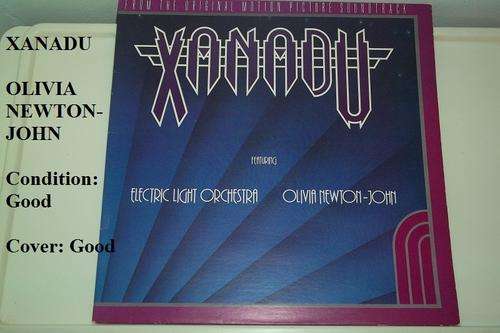 XANADU
OLIVIA
NEWTON-
JOHN
Condition:
Good
Cover: Good
FROM THE ORIGINAL MOTION PICTURE SOUNDTRACK
XANADU
FEATURING
ELECTRIC LIGHT ORCHESTRA OLIVIA NEWTON-JOHN